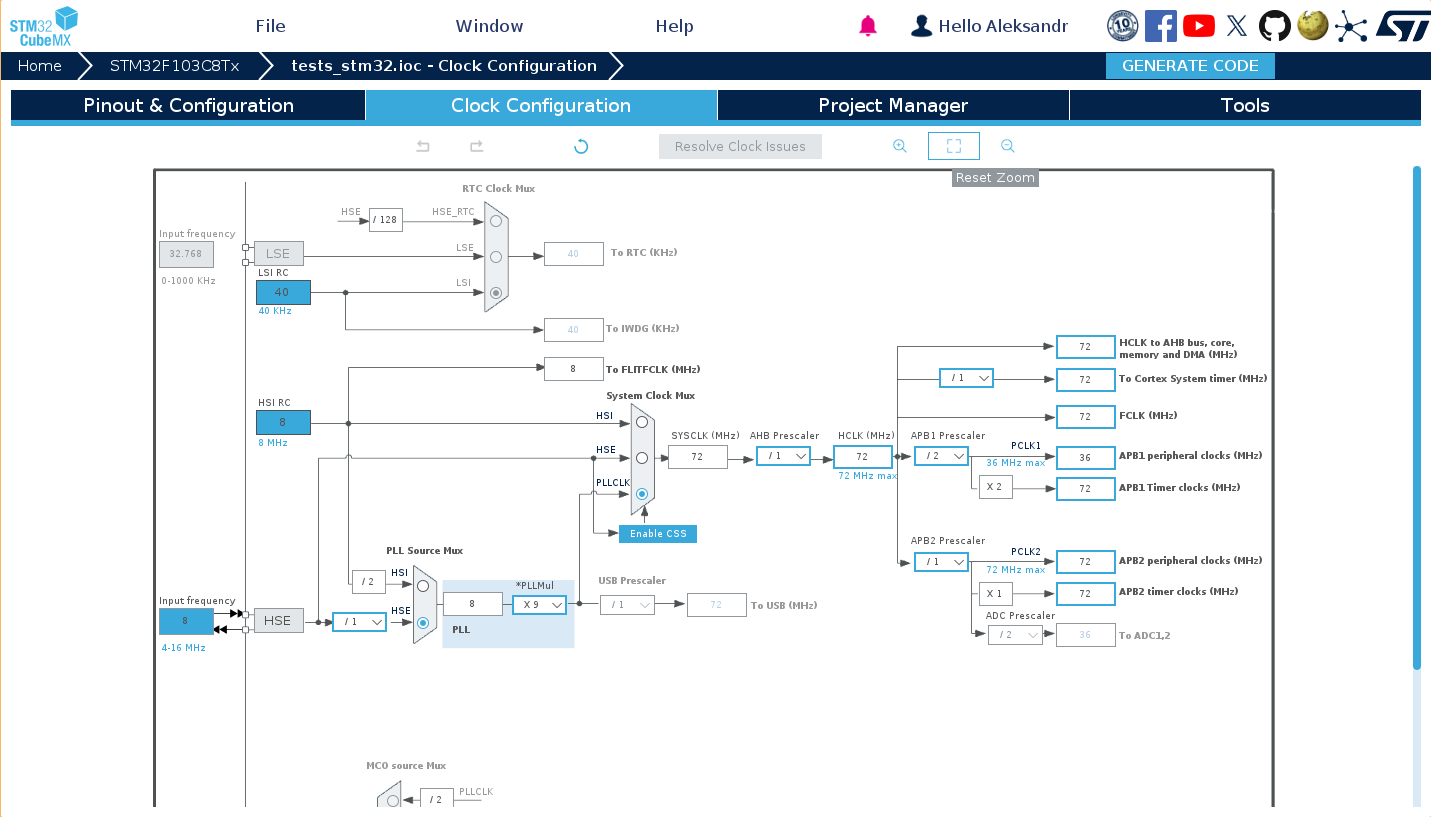 STM32
CubeMX
File
Window
Help
10
Hello Aleksandr
Home
STM32F103C8Tx
tests_stm32.ioc - Clock Configuration
GENERATE CODE
Pinout & Configuration
Clock Configuration
Project Manager
Tools
Resolve Clock Issues
Reset Zoom
RTC Clock Mux
HSE
/ 128
HSE_RTC
Input frequency
32.768
0-1000 KHz
LSE
LSE
40
To RTC (KHz)
LSI RC
40
40 KHz
LSI
40
To IWDG (KHz)
8
To FLITFCLK (MHz)
HSI RC
8
8 MHz
System Clock Mux
HSI
HSE
PLLCLK
Enable CSS
SYSCLK (MHz)
72
AHB Prescaler
/ 1
HCLK (MHz)
72
72 MHz max
72
HCLK to AHB bus, core,
memory and DMA (MHz)
/ 1
72
To Cortex System timer (MHz)
72
FCLK (MHz)
APB1 Prescaler
/ 2
PCLK1
36 MHz max
36
APB1 peripheral clocks (MHz)
X 2
72
APB1 Timer clocks (MHz)
APB2 Prescaler
/ 1
PCLK2
72 MHz max
72
APB2 peripheral clocks (MHz)
X 1
72
APB2 timer clocks (MHz)
ADC Prescaler
/ 2
36
To ADC1,2
PLL Source Mux
/ 2
HSI
Input frequency
8
4-16 MHz
HSE
/ 1
HSE
8
PLL
*PLLMul
X 9
USB Prescaler
/ 1
72
To USB (MHz)
MCO source Mux
/ 2
PLLCLK